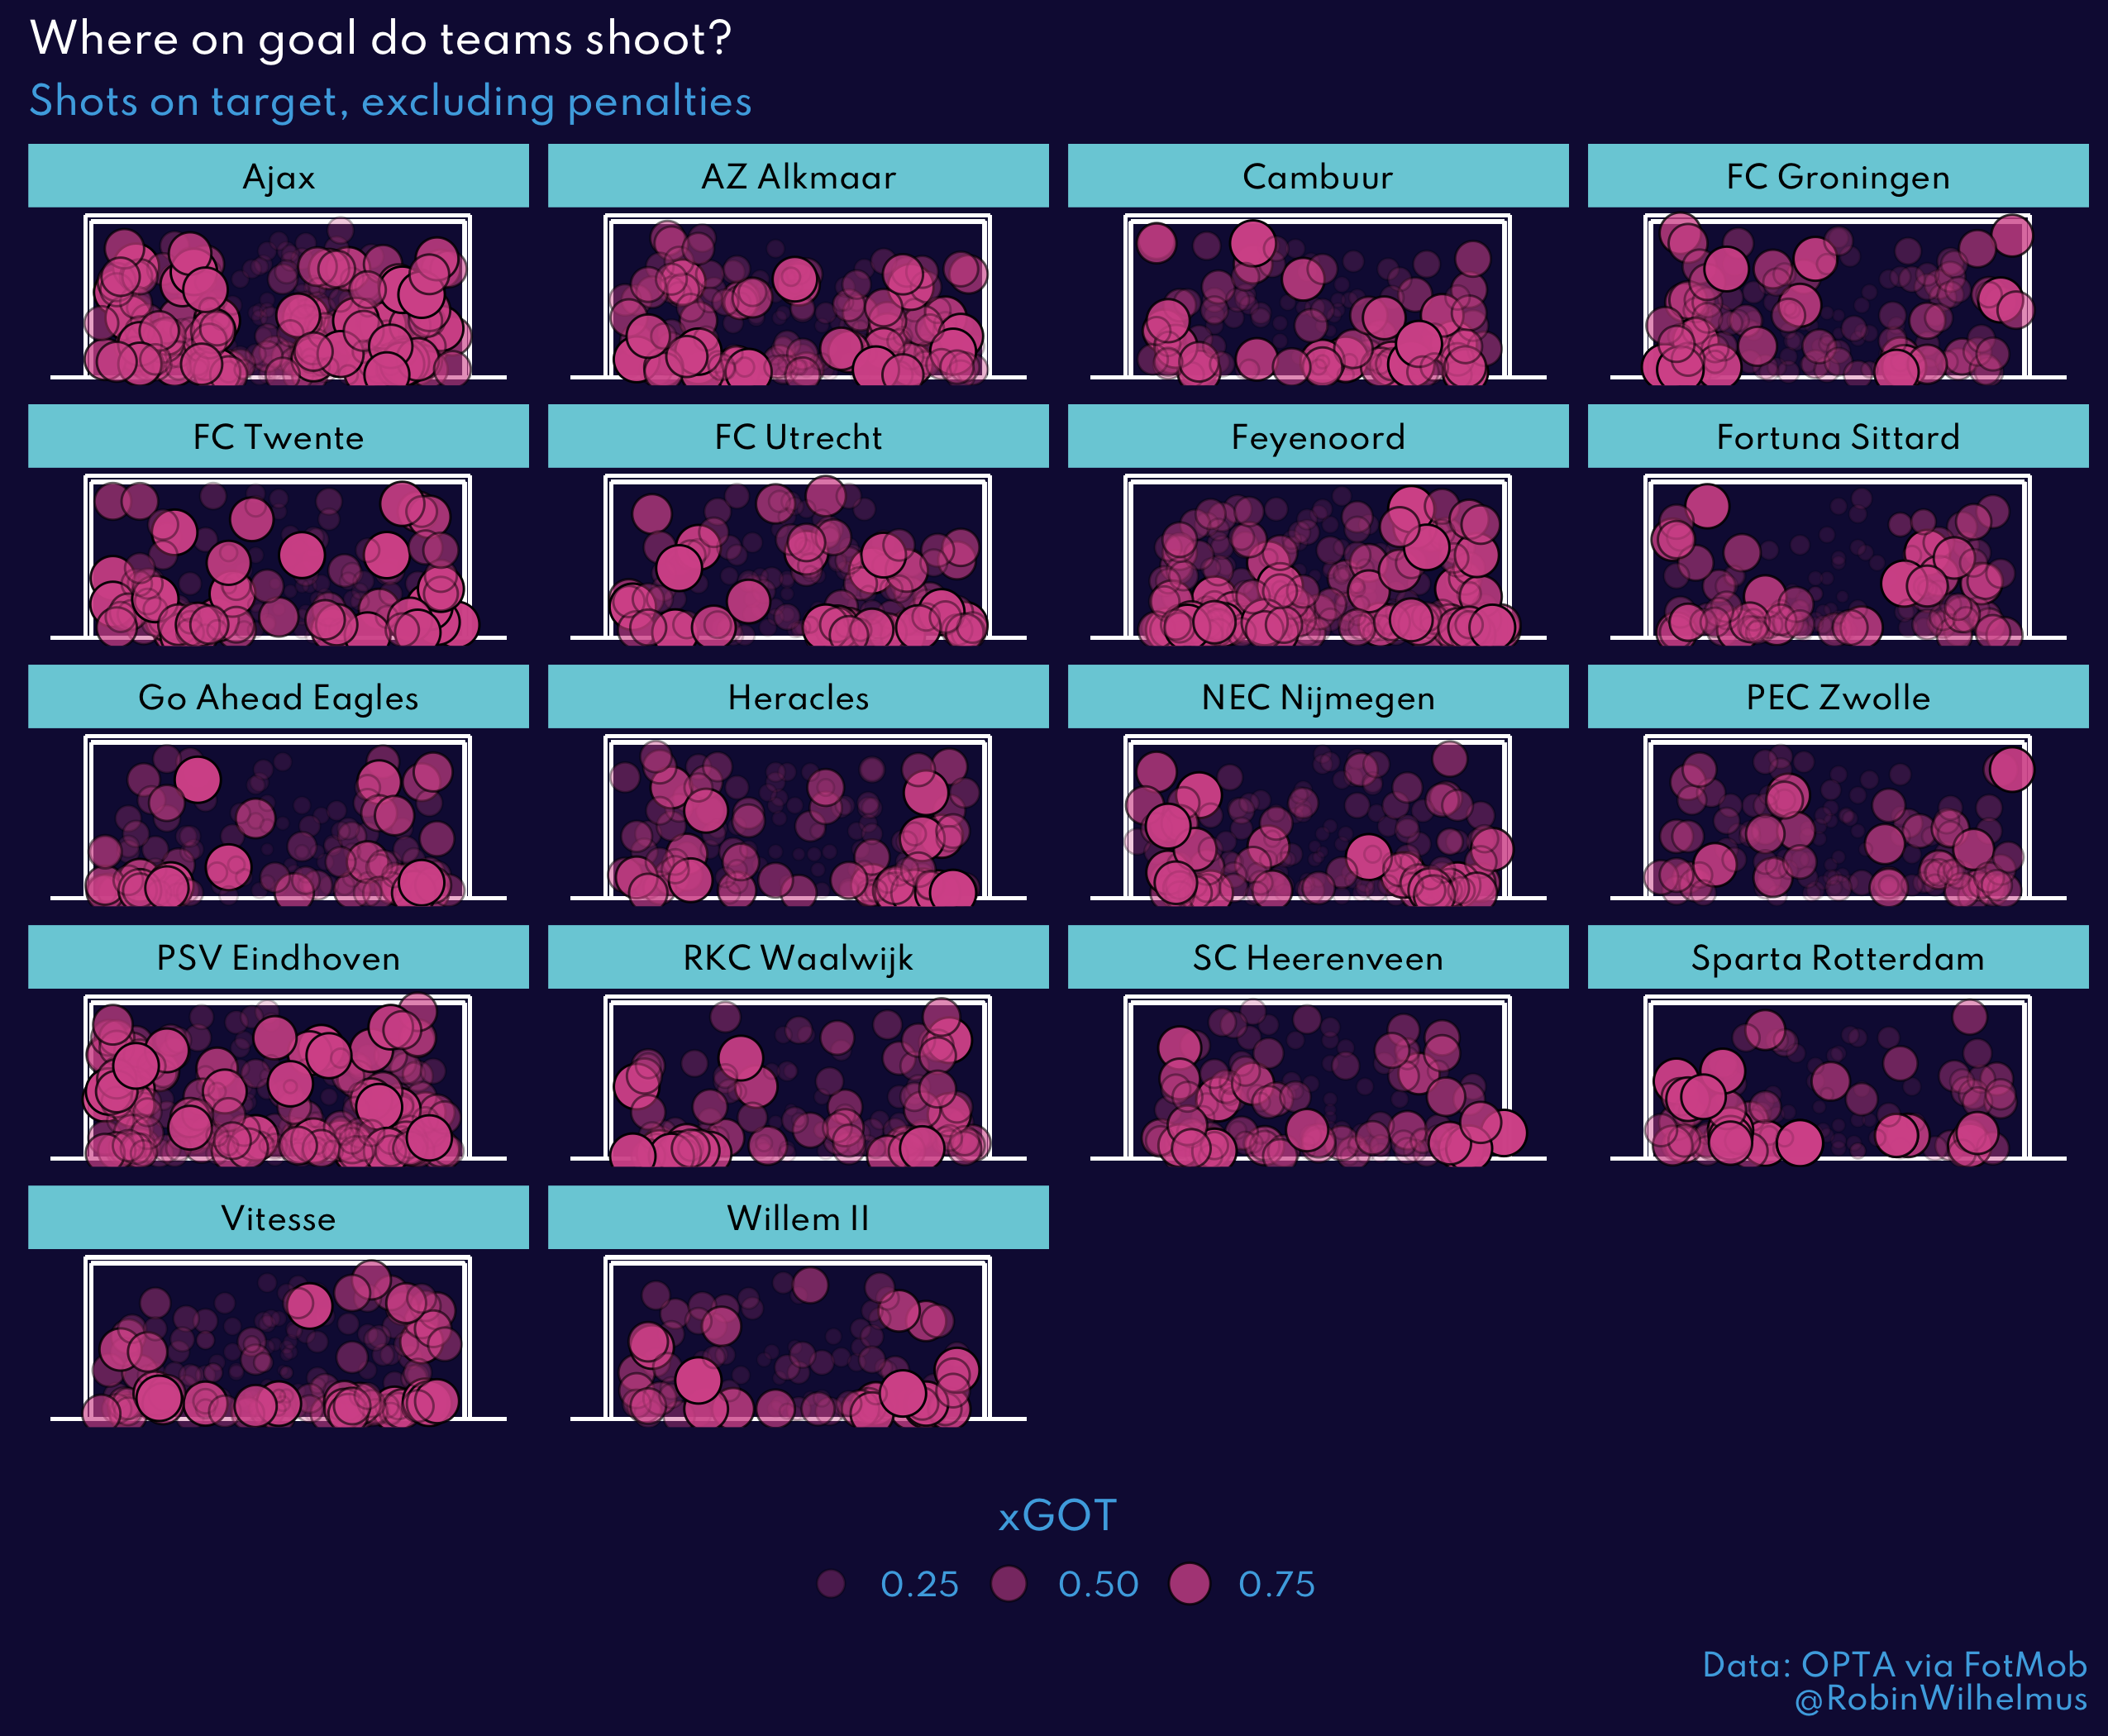 Where on goal do teams shoot?
Shots on target, excluding penalties
Ajax
AZ Alkmaar
Cambuur
FC Groningen
FC Twente
FC Utrecht
Feyenoord
Fortuna Sittard
Go Ahead Eagles
Heracles
NEC Nijmegen
PEC Zwolle
PSV Eindhoven
RKC Waalwijk
SC Heerenveen
Sparta Rotterdam
Vitesse
Willem II
xGOT
0.25
0.50
0.75
Data: OPTA via FotMob
@RobinWilhelmus